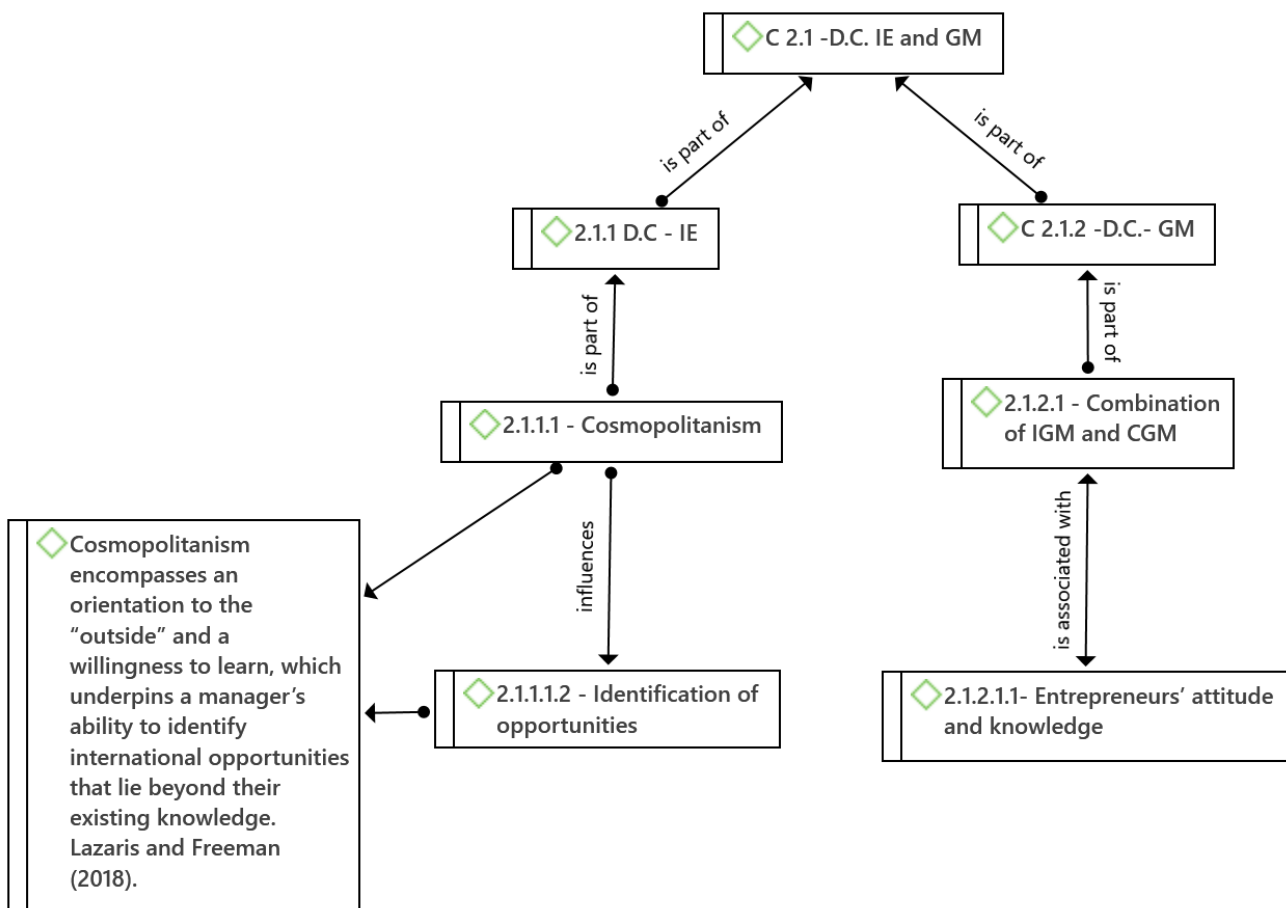 C 2.1 -D.C. IE and GM
is part of
is part of
2.1.1 D.C - IE
C 2.1.2 -D.C.- GM
is part of
is part of
2.1.1.1 - Cosmopolitanism
2.1.2.1 - Combination
of IGM and CGM
influences
is associated with
Cosmopolitanism
encompasses an
orientation to the
“outside” and a
willingness to learn, which
underpins a manager’s
ability to identify
international opportunities
that lie beyond their
existing knowledge.
Lazaris and Freeman
(2018).
2.1.1.1.2 - Identification of
opportunities
2.1.2.1.1- Entrepreneurs’ attitude
and knowledge